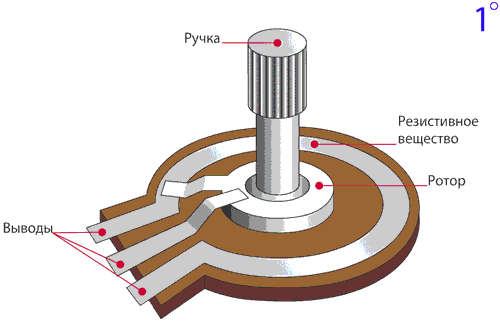 1°
Ручка
Резистивное
вещество
Ротор
Выводы